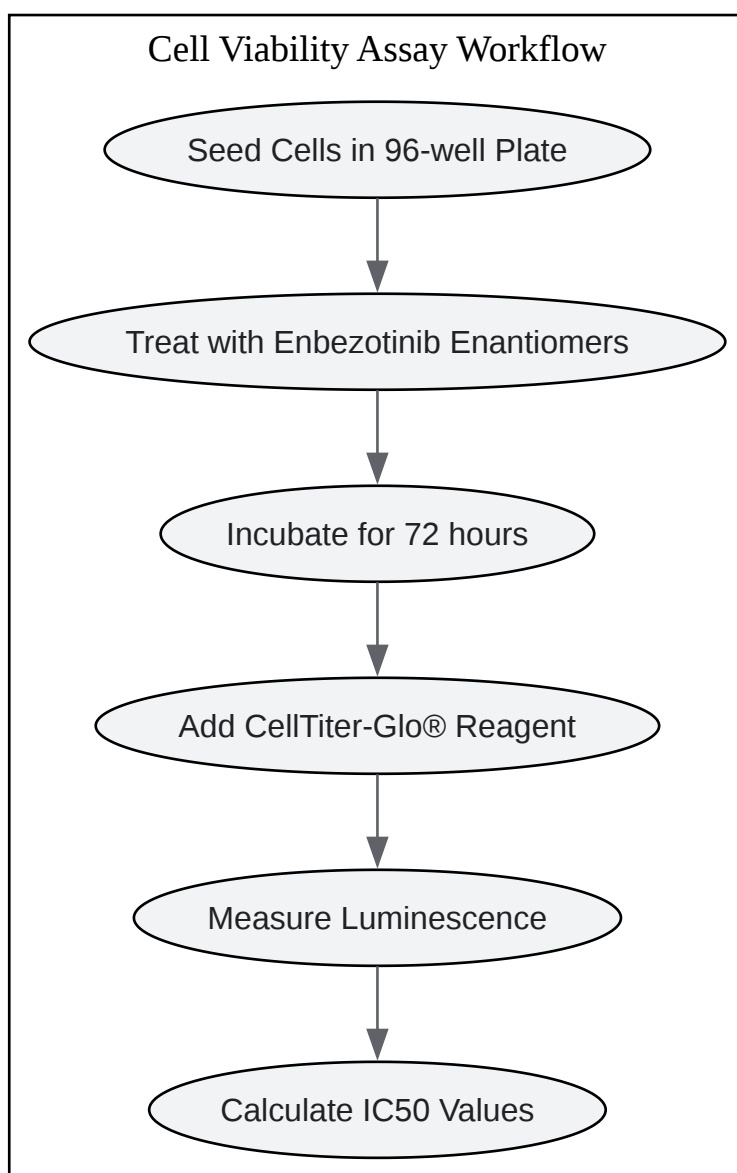 Cell Viability Assay Workflow
Seed Cells in 96-well Plate
Treat with Enbezotinib Enantiomers
Incubate for 72 hours
Add CellTiter-Glo® Reagent
Measure Luminescence
Calculate IC50 Values